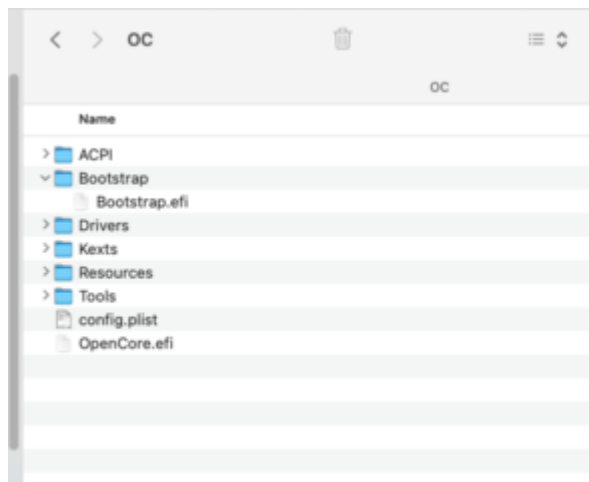 OC
OC
Name
ACPI
Bootstrap
Bootstrap.efi
Drivers
Kexts
Resources
Tools
config.plist
OpenCore.efi